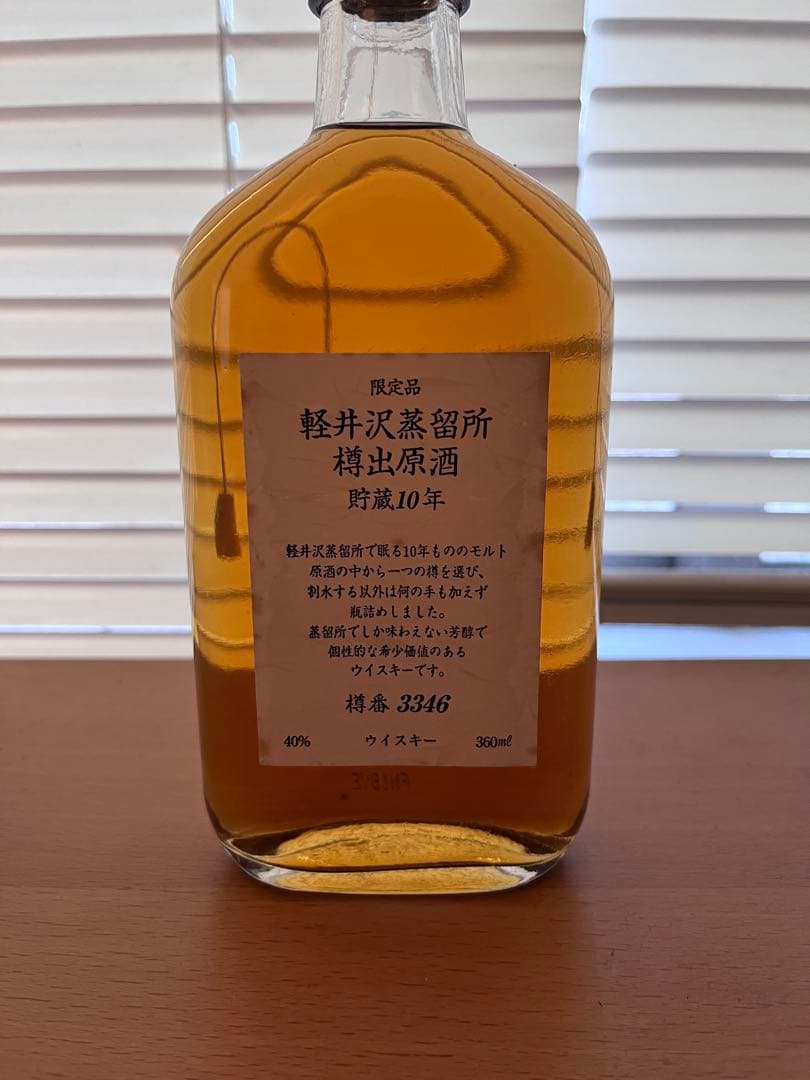 限定品
軽井沢蒸留所
樽出原酒
貯蔵10年
軽井沢蒸留所で眠る10年もののモルト
原酒の中から一つの樽を選び、
割水する以外は何の手も加えず
瓶詰めしました。
蒸留所でしか味わえない芳醇で
個性的な希少価値のある
ウイスキーです。
樽番 3346
40% ウイスキー 360ml